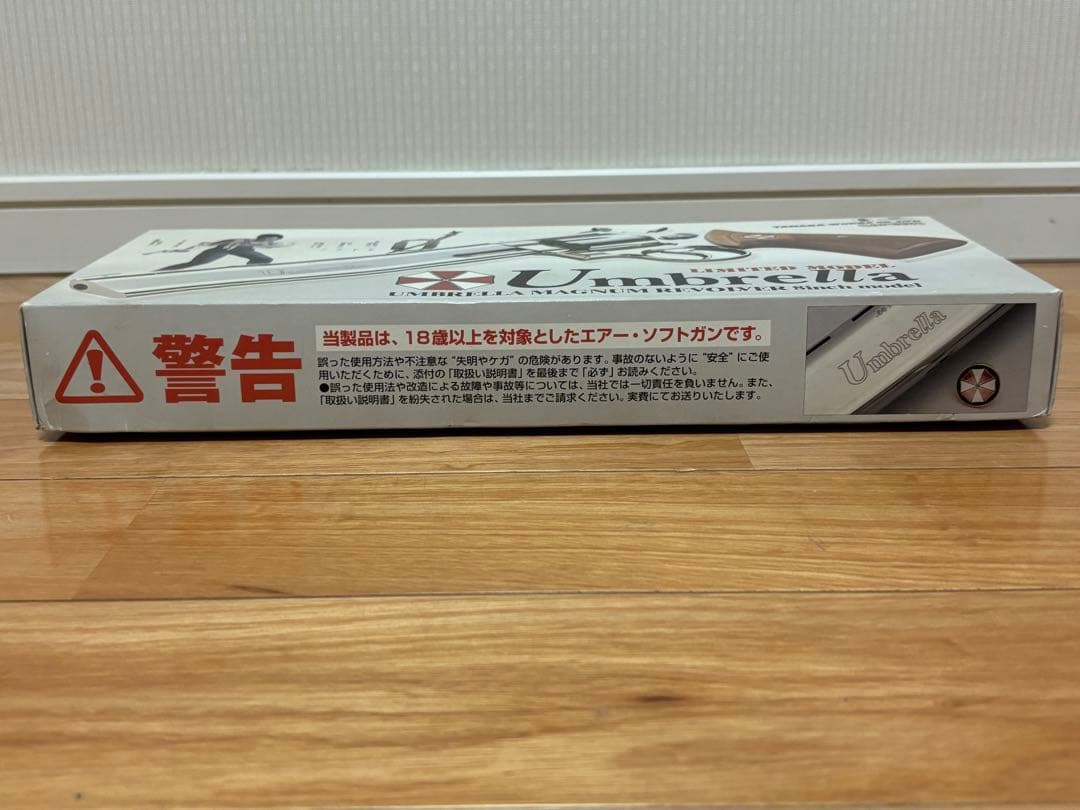 LIMITED MODEL
Umbrella
UMBRELLA MAGNUM REVOLVER 8inch model
警告
当製品は、18歳以上を対象としたエアー・ソフトガンです。
誤った使用方法や不注意な“失明やケガ”の危険があります。事故のないように“安全”にご使
用いただくために、添付の「取扱い説明書」を最後まで「必ず」お読みください。
●誤った使用法や改造による故障や事故等については、当社では一切責任を負いません。また、
「取扱い説明書」を紛失された場合は、当社までご請求ください。実費にてお送りいたします。
Umbrella